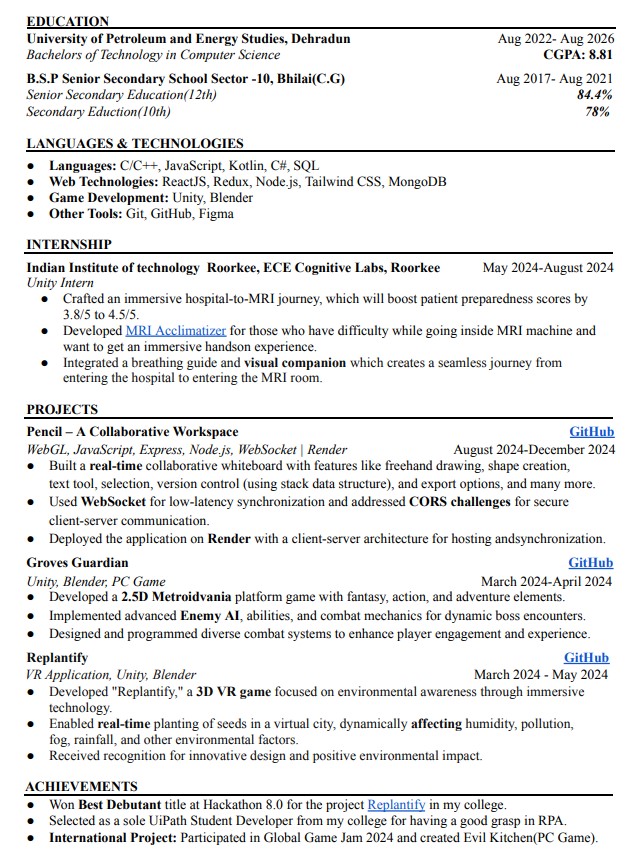 EDUCATION
University of Petroleum and Energy Studies, Dehradun Aug 2022- Aug 2026
Bachelors of Technology in Computer Science CGPA: 8.81
B.S.P Senior Secondary School Sector -10, Bhilai(C.G) Aug 2017- Aug 2021
Senior Secondary Education(12th) 84.4%
Secondary Eduction(10th) 78%
LANGUAGES & TECHNOLOGIES
● Languages: C/C++, JavaScript, Kotlin, C#, SQL
● Web Technologies: ReactJS, Redux, Node.js, Tailwind CSS, MongoDB
● Game Development: Unity, Blender
● Other Tools: Git, GitHub, Figma
INTERNSHIP
Indian Institute of technology Roorkee, ECE Cognitive Labs, Roorkee May 2024-August 2024
Unity Intern
● Crafted an immersive hospital-to-MRI journey, which will boost patient preparedness scores by
3.8/5 to 4.5/5.
● Developed MRI Acclimatizer for those who have difficulty while going inside MRI machine and
want to get an immersive handson experience.
● Integrated a breathing guide and visual companion which creates a seamless journey from
entering the hospital to entering the MRI room.
PROJECTS
Pencil – A Collaborative Workspace GitHub
WebGL, JavaScript, Express, Node.js, WebSocket | Render August 2024-December 2024
● Built a real-time collaborative whiteboard with features like freehand drawing, shape creation,
text tool, selection, version control (using stack data structure), and export options, and many more.
● Used WebSocket for low-latency synchronization and addressed CORS challenges for secure
client-server communication.
● Deployed the application on Render with a client-server architecture for hosting andsynchronization.
Groves Guardian GitHub
Unity, Blender, PC Game March 2024-April 2024
● Developed a 2.5D Metroidvania platform game with fantasy, action, and adventure elements.
● Implemented advanced Enemy AI, abilities, and combat mechanics for dynamic boss encounters.
● Designed and programmed diverse combat systems to enhance player engagement and experience.
Replantify GitHub
VR Application, Unity, Blender March 2024 - May 2024
● Developed "Replantify," a 3D VR game focused on environmental awareness through immersive
technology.
● Enabled real-time planting of seeds in a virtual city, dynamically affecting humidity, pollution,
fog, rainfall, and other environmental factors.
● Received recognition for innovative design and positive environmental impact.
ACHIEVEMENTS
● Won Best Debutant title at Hackathon 8.0 for the project Replantify in my college.
● Selected as a sole UiPath Student Developer from my college for having a good grasp in RPA.
● International Project: Participated in Global Game Jam 2024 and created Evil Kitchen(PC Game).